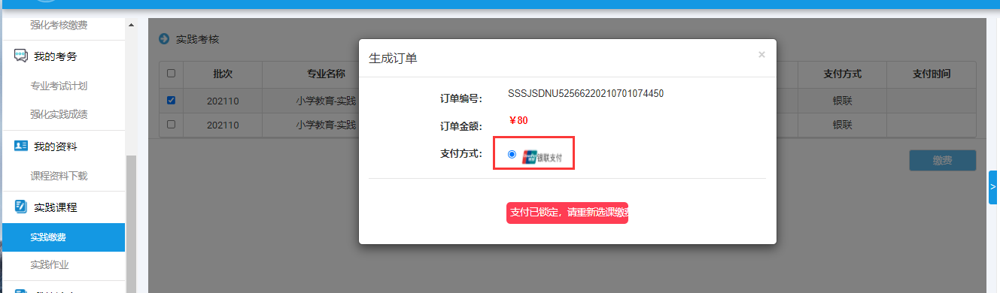 强化考核缴费
我的考务
专业考试计划
强化实践成绩
我的资料
课程资料下载
实践课程
实践缴费
实践作业
实践考核
批次 专业名称 支付方式 支付时间
202110 小学教育-实践 银联
202110 小学教育-实践 银联
缴费
生成订单 ×
订单编号： SSSJSDNU52566220210701074450
订单金额： ￥80
支付方式： 银联支付
支付已锁定，请重新选课缴费
>